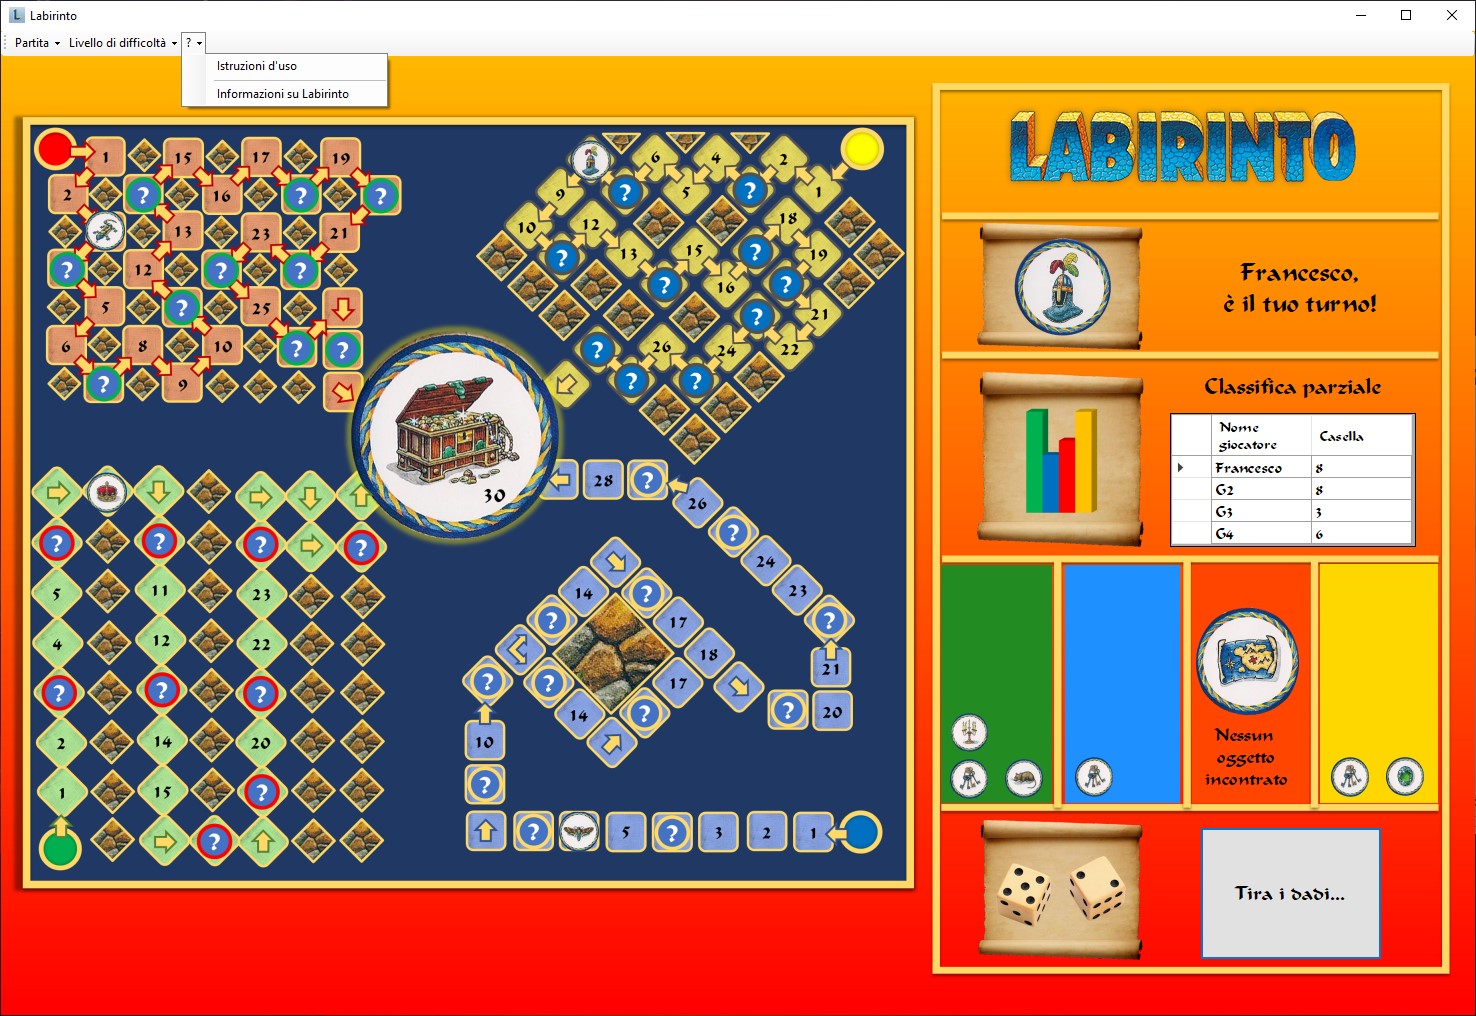 Labirinto
Partita Livello di difficoltà ?
Istruzioni d'uso
Informazioni su Labirinto
LABIRINTO
Francesco,
è il tuo turno!
Classifica parziale
Nome giocatore Casella
Francesco 8
G2 8
G3 3
G4 6
Nessun
oggetto
incontrato
Tira i dadi...
1 15 17 19
2 ? 16 ? ?
13 23 21
? 12 ? ?
5 ? 25
6 8 10 ? ?
? 9
6 4 2
9 ? 5 ? 1
10 12 18
? 13 15 ? 19
? 16 ?
? 21
? 26 24 22
? ?
30
? ? ? ?
5 11 23
4 12 22
? ? ?
2 14 20
1 15 ?
?
28 ? 26
? 24 23 ?
21
? 20
14 ?
? 17
18
? ? 17
14 ?
10
?
? 5 ? 3 2 1